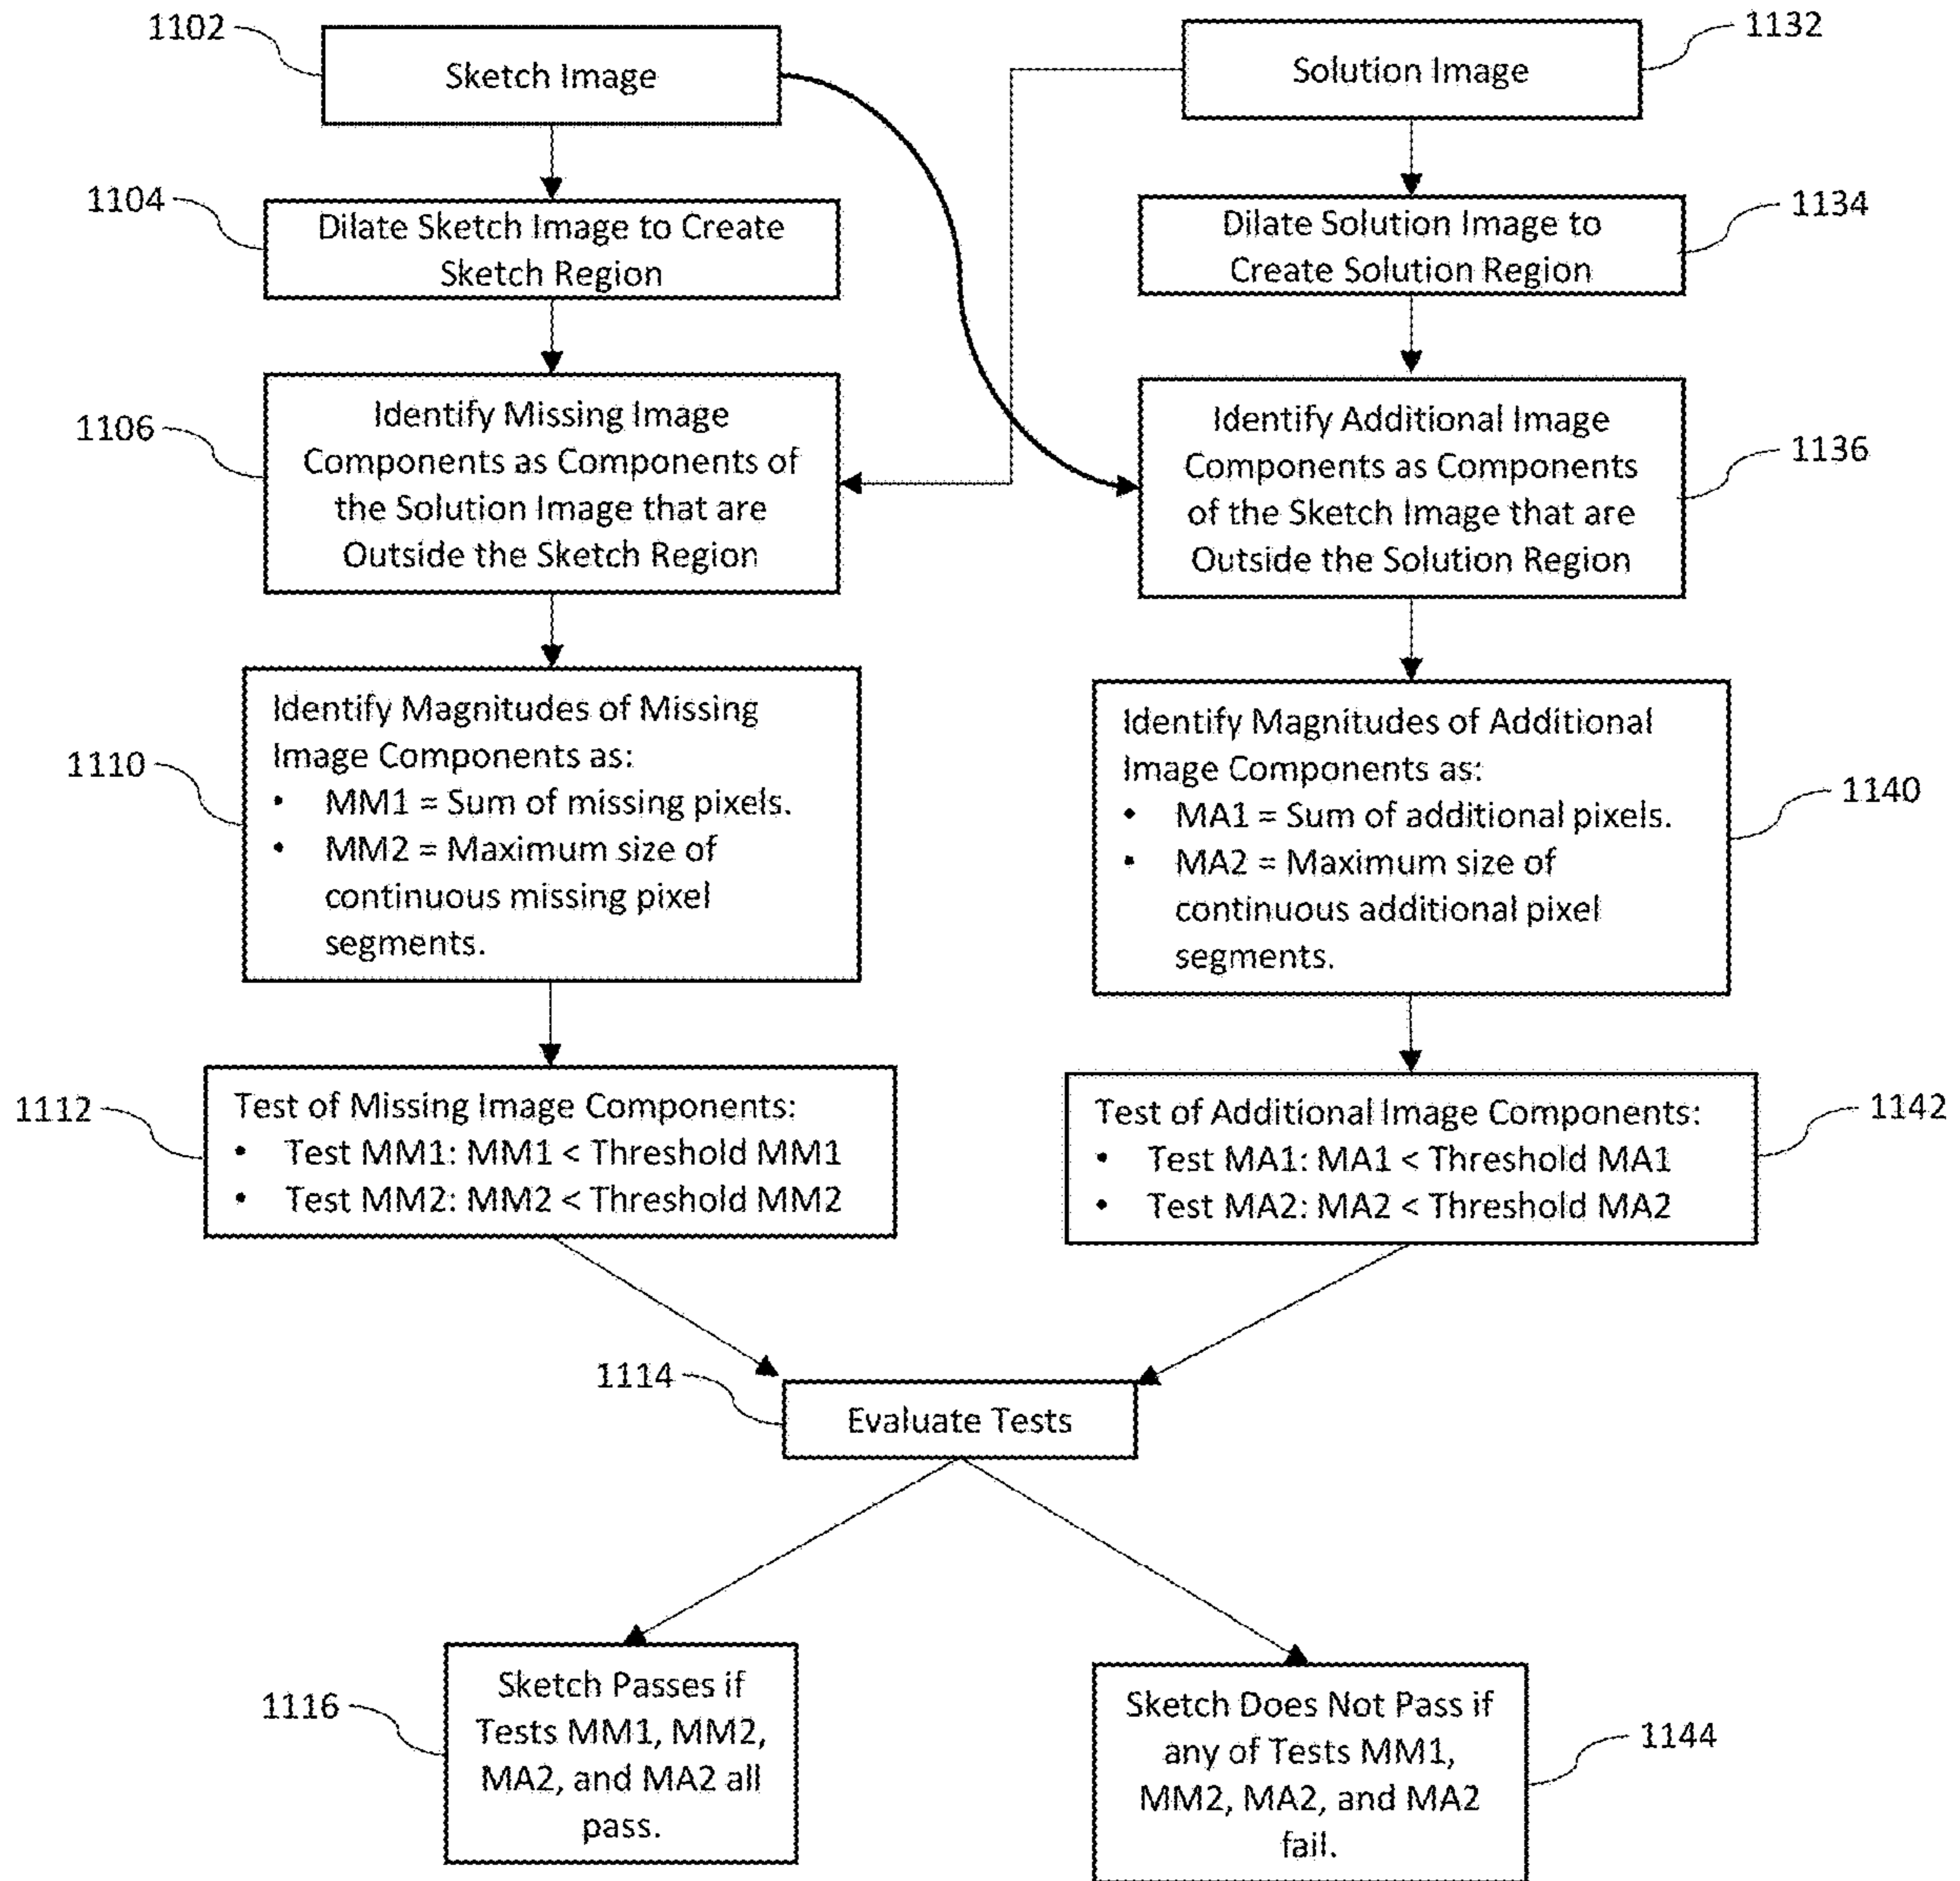 1102
Sketch Image
1132
Solution Image
1104
Dilate Sketch Image to Create
Sketch Region
1134
Dilate Solution Image to
Create Solution Region
1106
Identify Missing Image
Components as Components of
the Solution Image that are
Outside the Sketch Region
1136
Identify Additional Image
Components as Components
of the Sketch Image that are
Outside the Solution Region
1110
Identify Magnitudes of Missing
Image Components as:
• MM1 = Sum of missing pixels.
• MM2 = Maximum size of
continuous missing pixel
segments.
1140
Identify Magnitudes of Additional
Image Components as:
• MA1 = Sum of additional pixels.
• MA2 = Maximum size of
continuous additional pixel
segments.
1112
Test of Missing Image Components:
• Test MM1: MM1 < Threshold MM1
• Test MM2: MM2 < Threshold MM2
1142
Test of Additional Image Components:
• Test MA1: MA1 < Threshold MA1
• Test MA2: MA2 < Threshold MA2
1114
Evaluate Tests
1116
Sketch Passes if
Tests MM1, MM2,
MA2, and MA2 all
pass.
1144
Sketch Does Not Pass if
any of Tests MM1,
MM2, MA2, and MA2
fail.